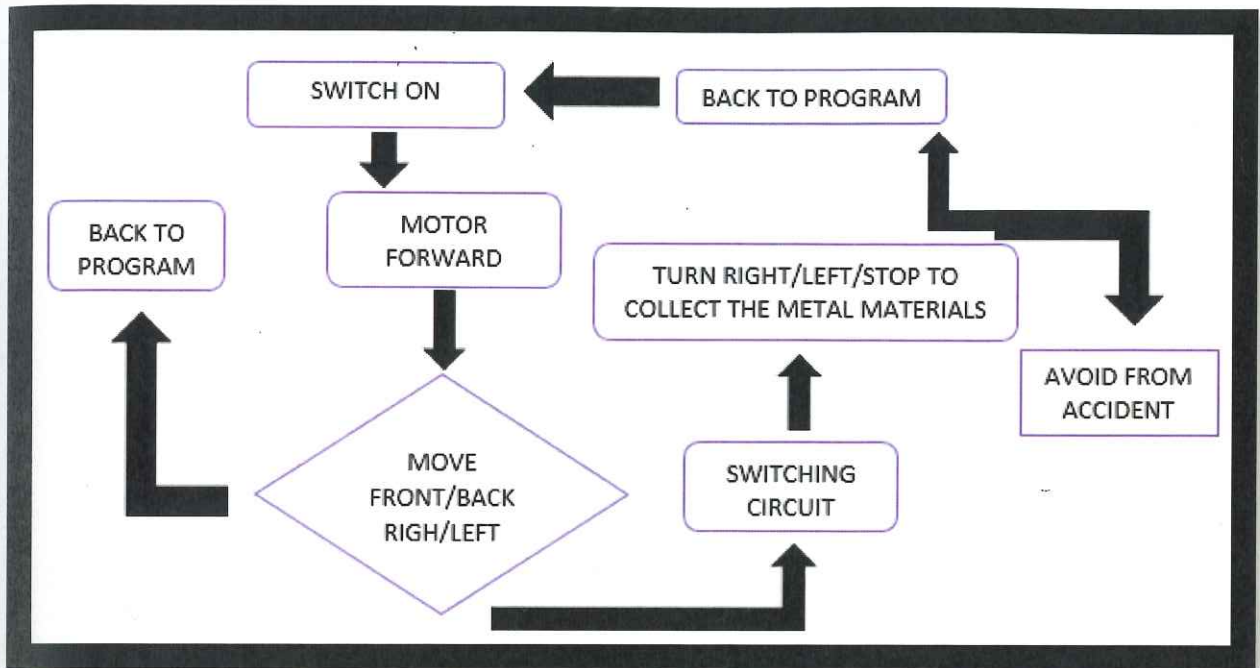 SWITCH ON
BACK TO PROGRAM
MOTOR
FORWARD
BACK TO
PROGRAM
TURN RIGHT/LEFT/STOP TO
COLLECT THE METAL MATERIALS
AVOID FROM
ACCIDENT
MOVE
FRONT/BACK
RIGH/LEFT
SWITCHING
CIRCUIT